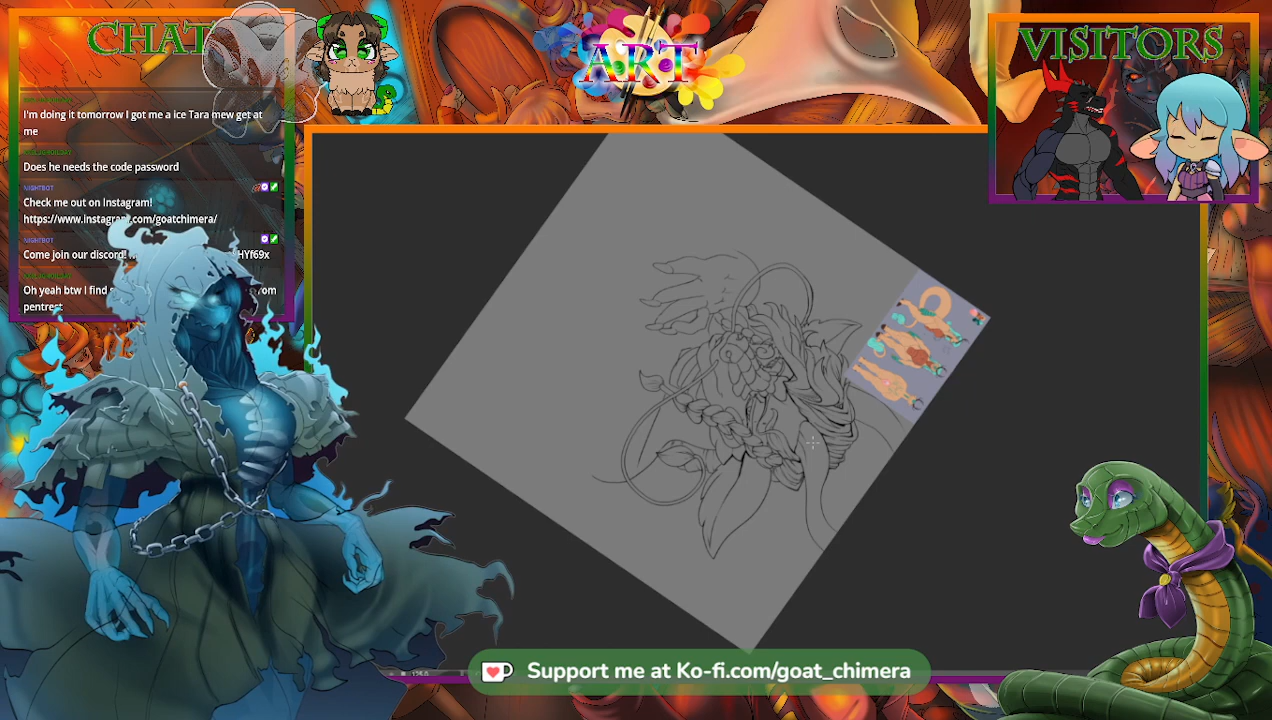 CHAT
I'm doing it tomorrow I got me a Ice Tara mew get at
me
Does he needs the code password
NIGHTBOT
Check me out on Instagram!
https://www.instagram.com/goatchimera/
NIGHTBOT
Come join our discord! HYf69x
Oh yeah btw I find
pentrest
ART
VISITORS
Support me at Ko-fi.com/goat_chimera